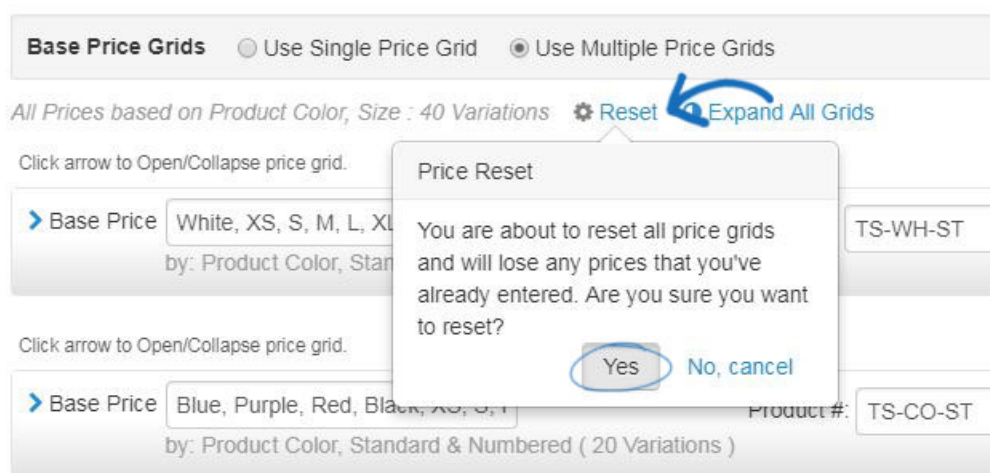 Base Price Grids Use Single Price Grid Use Multiple Price Grids
All Prices based on Product Color, Size : 40 Variations Reset Expand All Grids
Click arrow to Open/Collapse price grid.
Price Reset
Base Price White, XS, S, M, L, XL TS-WH-ST
by: Product Color, Stan
You are about to reset all price grids
and will lose any prices that you've
already entered. Are you sure you want
to reset?
Yes No, cancel
Click arrow to Open/Collapse price grid.
Base Price Blue, Purple, Red, Black, XS, S, Product #: TS-CO-ST
by: Product Color, Standard & Numbered ( 20 Variations )